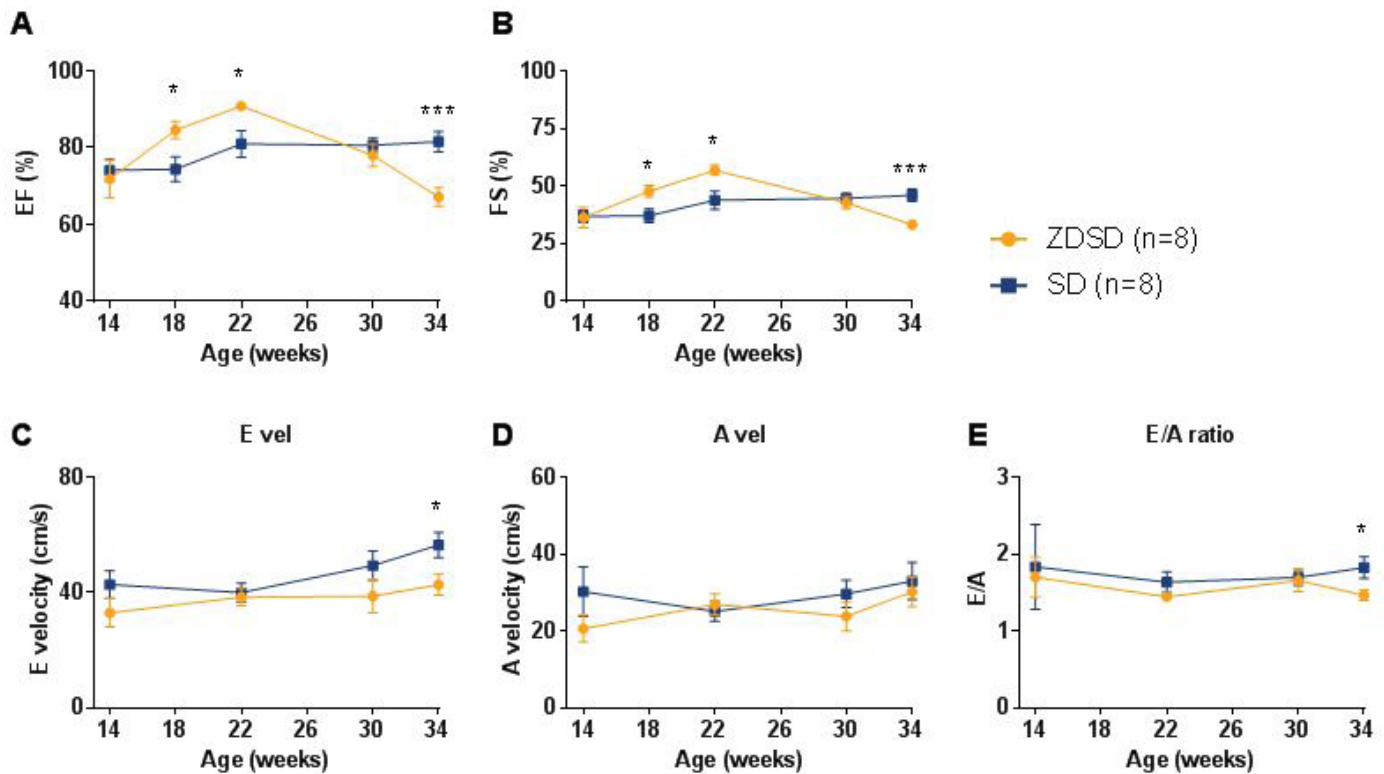 A
EF (%)
100
80
60
40
*
*
***
14 18 22 26 30 34
Age (weeks)
B
FS (%)
100
75
50
25
0
*
*
***
14 18 22 26 30 34
Age (weeks)
ZDSD (n=8)
SD (n=8)
C
E vel
E velocity (cm/s)
80
40
0
*
14 18 22 26 30 34
Age (weeks)
D
A vel
A velocity (cm/s)
60
40
20
0
14 18 22 26 30 34
Age (weeks)
E
E/A ratio
E/A
3
2
1
0
*
14 18 22 26 30 34
Age (weeks)